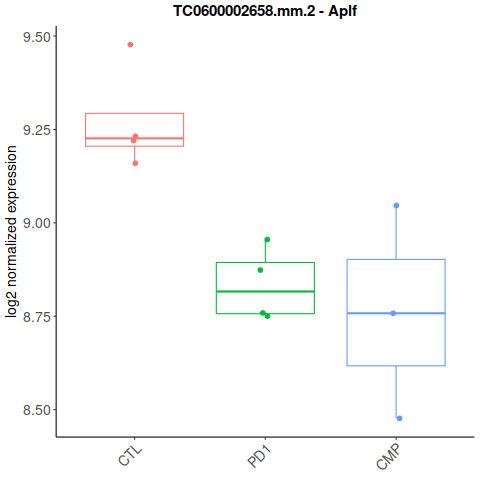 TC0600002658.mm.2 - Aplf
log2 normalized expression
9.50
9.25
9.00
8.75
8.50
CTL
PD1
CMP